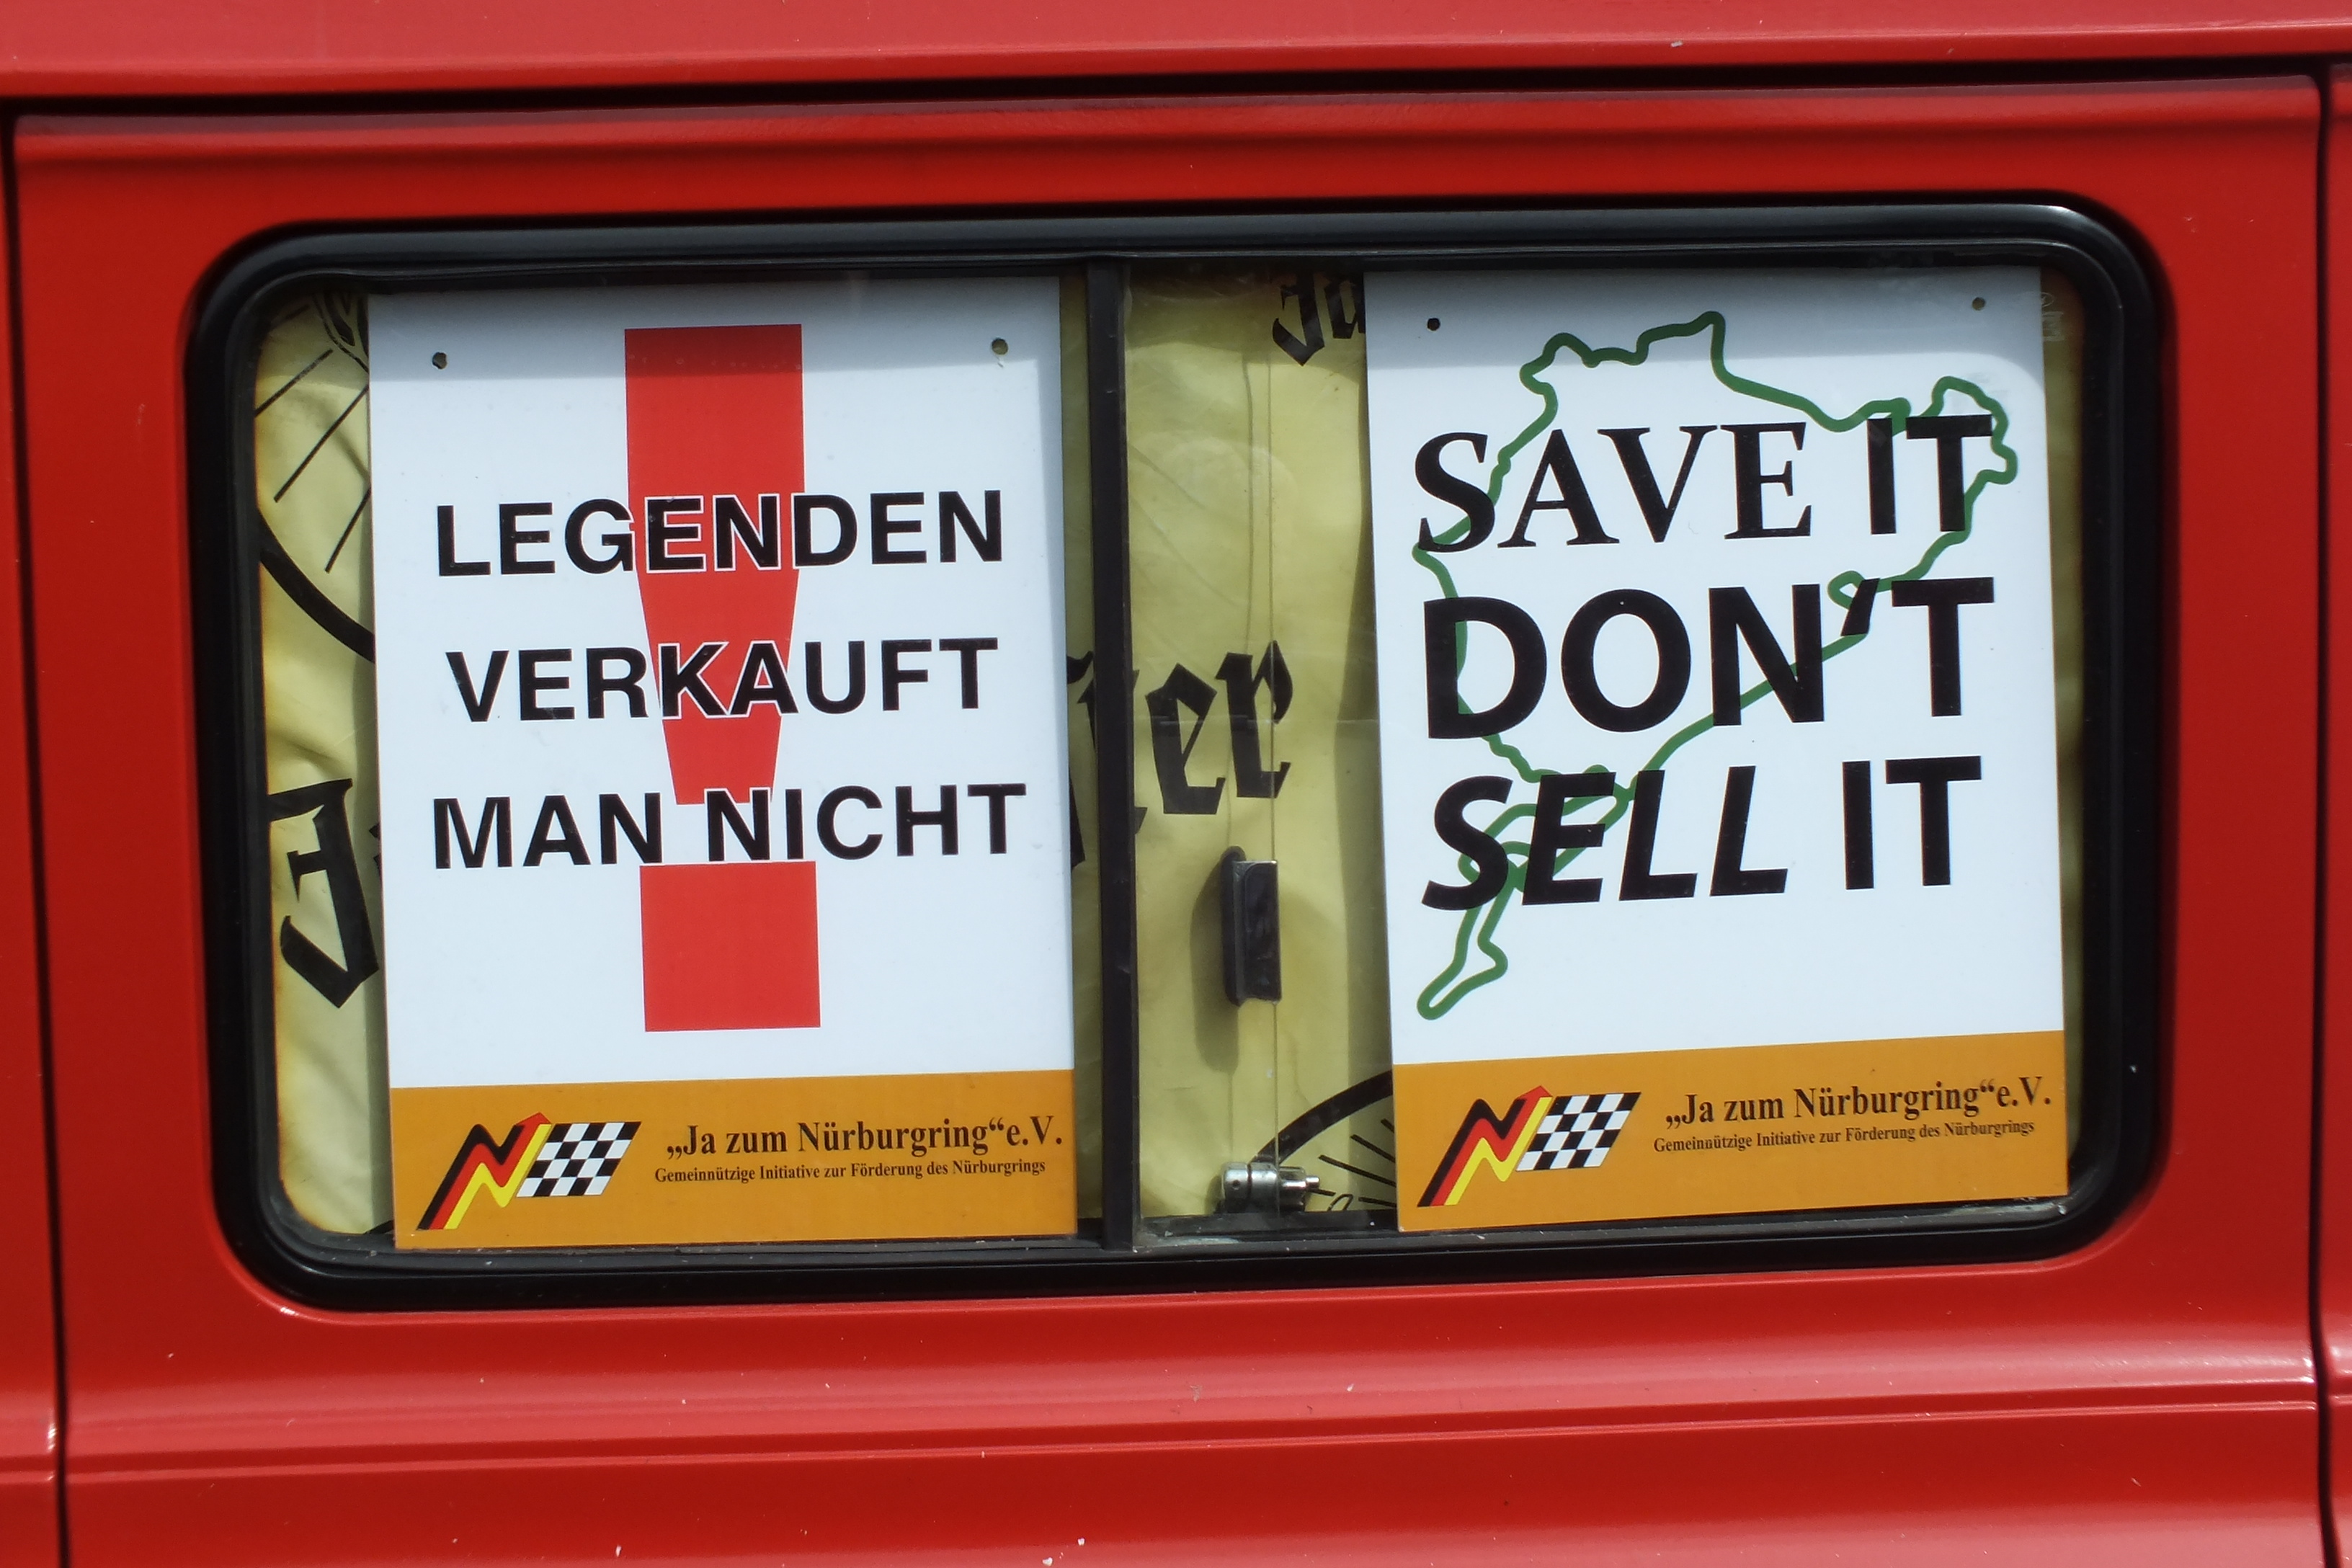 LEGENDEN
VERKAUFT
MAN NICHT
„Ja zum Nürburgring“e.V.
Gemeinnützige Initiative zur Förderung des Nürburgrings
SAVE IT
DON'T
SELL IT
„Ja zum Nürburgring“e.V.
Gemeinnützige Initiative zur Förderung des Nürburgrings